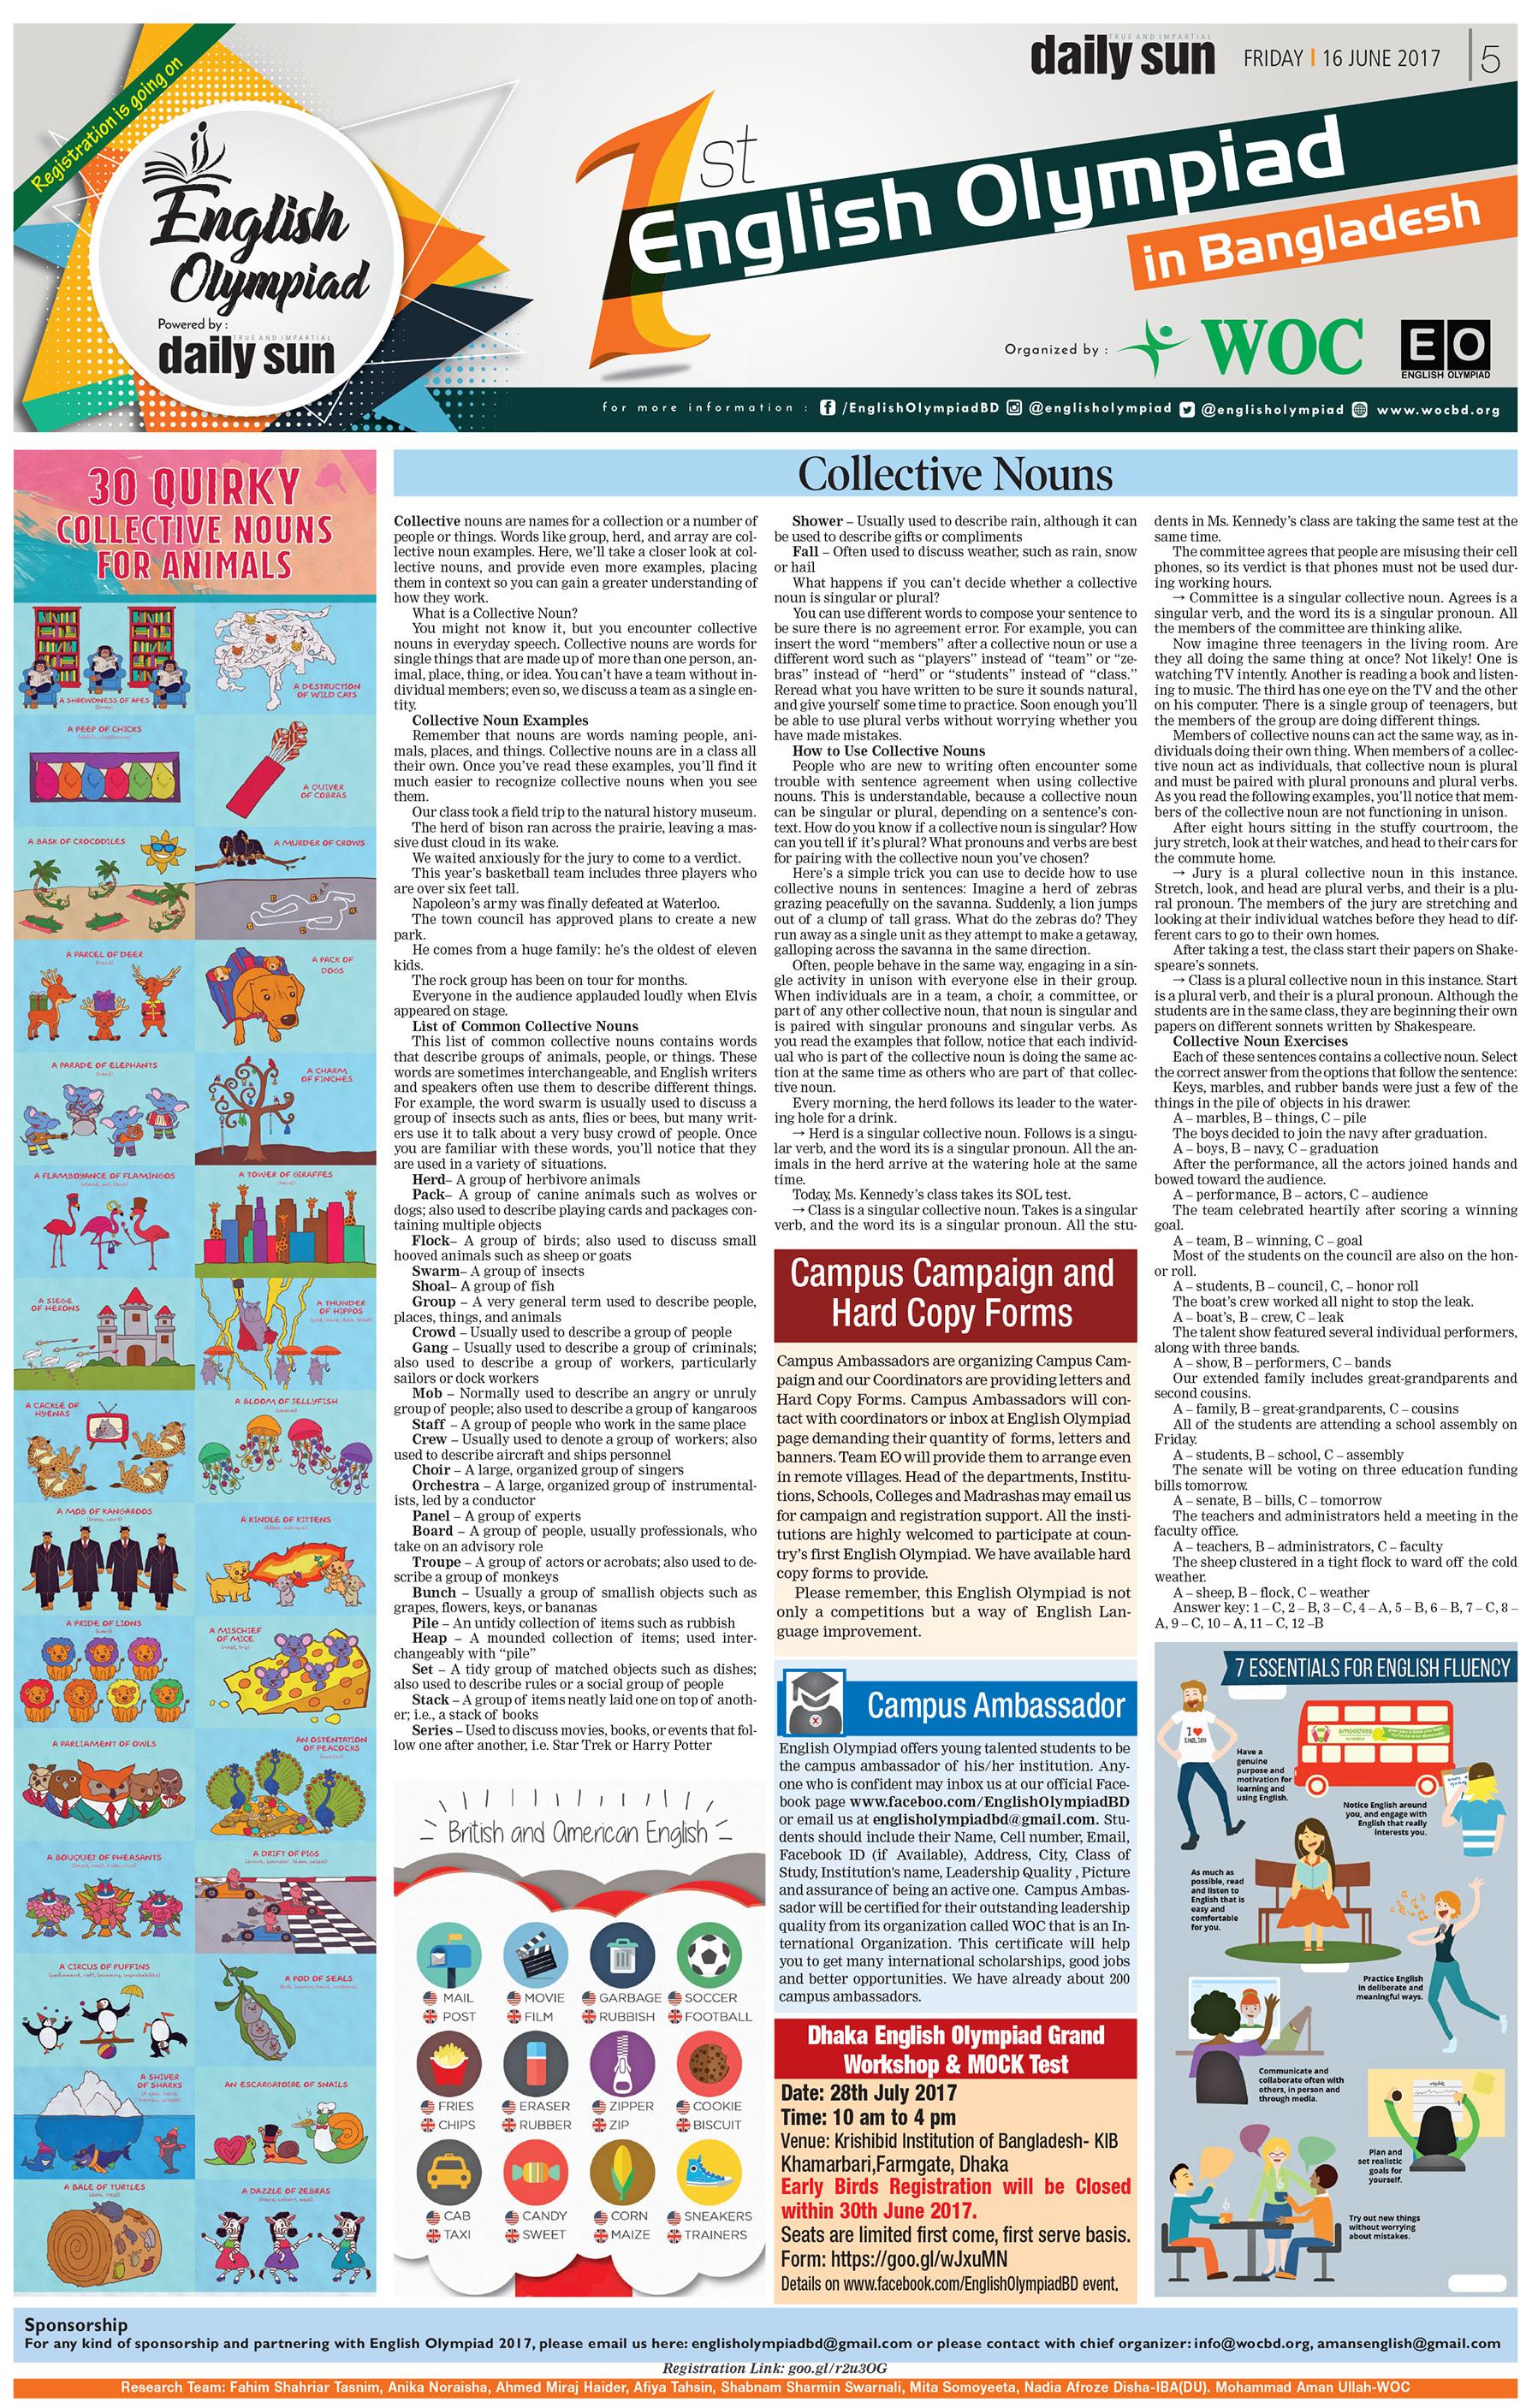 daily sun
TRUE AND IMPARTIAL
FRIDAY | 16 JUNE 2017 | 5
Registration is going on
English
Olympiad
Powered by :
TRUE AND IMPARTIAL
daily sun
1st
English Olympiad
in Bangladesh
Organized by : WOC EO
ENGLISH OLYMPIAD
for more information : /EnglishOlympiadBD @englisholympiad @englisholympiad www.wocbd.org
30 QUIRKY
COLLECTIVE NOUNS
FOR ANIMALS
A SHREWDNESS OF APES
A DESTRUCTION
OF WILD CATS
A PEEP OF CHICKS
A QUIVER
OF COBRAS
A BASK OF CROCODILES
A MURDER OF CROWS
A PARCEL OF DEER
A PACK OF
DOGS
A PARADE OF ELEPHANTS
A CHARM
OF FINCHES
A FLAMBOYANCE OF FLAMINGOS
A TOWER OF GIRAFFES
A SIEGE
OF HERONS
A THUNDER
OF HIPPOS
A CACKLE OF
HYENAS
A BLOOM OF JELLYFISH
A MOB OF KANGAROOS
A KINDLE OF KITTENS
A PRIDE OF LIONS
A MISCHIEF
OF MICE
A PARLIAMENT OF OWLS
AN OSTENTATION
OF PEACOCKS
A BOUQUET OF PHEASANTS
A DRIFT OF PIGS
A CIRCUS OF PUFFINS
A POD OF SEALS
A SHIVER
OF SHARKS
AN ESCARGATOIRE OF SNAILS
A BALE OF TURTLES
A DAZZLE OF ZEBRAS
Collective Nouns
Collective nouns are names for a collection or a number of
people or things. Words like group, herd, and array are col-
lective noun examples. Here, we'll take a closer look at col-
lective nouns, and provide even more examples, placing
them in context so you can gain a greater understanding of
how they work.
What is a Collective Noun?
You might not know it, but you encounter collective
nouns in everyday speech. Collective nouns are words for
single things that are made up of more than one person, an-
imal, place, thing, or idea. You can't have a team without in-
dividual members; even so, we discuss a team as a single en-
tity.
Collective Noun Examples
Remember that nouns are words naming people, ani-
mals, places, and things. Collective nouns are in a class all
their own. Once you've read these examples, you'll find it
much easier to recognize collective nouns when you see
them.
Our class took a field trip to the natural history museum.
The herd of bison ran across the prairie, leaving a mas-
sive dust cloud in its wake.
We waited anxiously for the jury to come to a verdict.
This year's basketball team includes three players who
are over six feet tall.
Napoleon's army was finally defeated at Waterloo.
The town council has approved plans to create a new
park.
He comes from a huge family: he's the oldest of eleven
kids.
The rock group has been on tour for months.
Everyone in the audience applauded loudly when Elvis
appeared on stage.
List of Common Collective Nouns
This list of common collective nouns contains words
that describe groups of animals, people, or things. These
words are sometimes interchangeable, and English writers
and speakers often use them to describe different things.
For example, the word swarm is usually used to discuss a
group of insects such as ants, flies or bees, but many writ-
ers use it to talk about a very busy crowd of people. Once
you are familiar with these words, you'll notice that they
are used in a variety of situations.
Herd– A group of herbivore animals
Pack– A group of canine animals such as wolves or
dogs; also used to describe playing cards and packages con-
taining multiple objects
Flock– A group of birds; also used to discuss small
hooved animals such as sheep or goats
Swarm– A group of insects
Shoal– A group of fish
Group – A very general term used to describe people,
places, things, and animals
Crowd – Usually used to describe a group of people
Gang – Usually used to describe a group of criminals;
also used to describe a group of workers, particularly
sailors or dock workers
Mob – Normally used to describe an angry or unruly
group of people; also used to describe a group of kangaroos
Staff – A group of people who work in the same place
Crew – Usually used to denote a group of workers; also
used to describe aircraft and ships personnel
Choir – A large, organized group of singers
Orchestra – A large, organized group of instrumental-
ists, led by a conductor
Panel – A group of experts
Board – A group of people, usually professionals, who
take on an advisory role
Troupe – A group of actors or acrobats; also used to de-
scribe a group of monkeys
Bunch – Usually a group of smallish objects such as
grapes, flowers, keys, or bananas
Pile – An untidy collection of items such as rubbish
Heap – A mounded collection of items; used inter-
changeably with "pile"
Set – A tidy group of matched objects such as dishes;
also used to describe rules or a social group of people
Stack – A group of items neatly laid one on top of anoth-
er; i.e., a stack of books
Series – Used to discuss movies, books, or events that fol-
low one after another, i.e. Star Trek or Harry Potter
Shower – Usually used to describe rain, although it can
be used to describe gifts or compliments
Fall – Often used to discuss weather, such as rain, snow
or hail
What happens if you can't decide whether a collective
noun is singular or plural?
You can use different words to compose your sentence to
be sure there is no agreement error. For example, you can
insert the word "members" after a collective noun or use a
different word such as "players" instead of "team" or "ze-
bras" instead of "herd" or "students" instead of "class."
Reread what you have written to be sure it sounds natural,
and give yourself some time to practice. Soon enough you'll
be able to use plural verbs without worrying whether you
have made mistakes.
How to Use Collective Nouns
People who are new to writing often encounter some
trouble with sentence agreement when using collective
nouns. This is understandable, because a collective noun
can be singular or plural, depending on a sentence's con-
text. How do you know if a collective noun is singular? How
can you tell if it's plural? What pronouns and verbs are best
for pairing with the collective noun you've chosen?
Here's a simple trick you can use to decide how to use
collective nouns in sentences: Imagine a herd of zebras
grazing peacefully on the savanna. Suddenly, a lion jumps
out of a clump of tall grass. What do the zebras do? They
run away as a single unit as they attempt to make a getaway,
galloping across the savanna in the same direction.
Often, people behave in the same way, engaging in a sin-
gle activity in unison with everyone else in their group.
When individuals are in a team, a choir, a committee, or
part of any other collective noun, that noun is singular and
is paired with singular pronouns and singular verbs. As
you read the examples that follow, notice that each individ-
ual who is part of the collective noun is doing the same ac-
tion at the same time as others who are part of that collec-
tive noun.
Every morning, the herd follows its leader to the water-
ing hole for a drink.
→ Herd is a singular collective noun. Follows is a singu-
lar verb, and the word its is a singular pronoun. All the an-
imals in the herd arrive at the watering hole at the same
time.
Today, Ms. Kennedy's class takes its SOL test.
→ Class is a singular collective noun. Takes is a singular
verb, and the word its is a singular pronoun. All the stu-
dents in Ms. Kennedy's class are taking the same test at the
same time.
The committee agrees that people are misusing their cell
phones, so its verdict is that phones must not be used dur-
ing working hours.
→ Committee is a singular collective noun. Agrees is a
singular verb, and the word its is a singular pronoun. All
the members of the committee are thinking alike.
Now imagine three teenagers in the living room. Are
they all doing the same thing at once? Not likely! One is
watching TV intently. Another is reading a book and listen-
ing to music. The third has one eye on the TV and the other
on his computer. There is a single group of teenagers, but
the members of the group are doing different things.
Members of collective nouns can act the same way, as in-
dividuals doing their own thing. When members of a collec-
tive noun act as individuals, that collective noun is plural
and must be paired with plural pronouns and plural verbs.
As you read the following examples, you'll notice that mem-
bers of the collective noun are not functioning in unison.
After eight hours sitting in the stuffy courtroom, the
jury stretch, look at their watches, and head to their cars for
the commute home.
→ Jury is a plural collective noun in this instance.
Stretch, look, and head are plural verbs, and their is a plu-
ral pronoun. The members of the jury are stretching and
looking at their individual watches before they head to dif-
ferent cars to go to their own homes.
After taking a test, the class start their papers on Shake-
speare's sonnets.
→ Class is a plural collective noun in this instance. Start
is a plural verb, and their is a plural pronoun. Although the
students are in the same class, they are beginning their own
papers on different sonnets written by Shakespeare.
Collective Noun Exercises
Each of these sentences contains a collective noun. Select
the correct answer from the options that follow the sentence:
Keys, marbles, and rubber bands were just a few of the
things in the pile of objects in his drawer.
A – marbles, B – things, C – pile
The boys decided to join the navy after graduation.
A – boys, B – navy, C – graduation
After the performance, all the actors joined hands and
bowed toward the audience.
A – performance, B – actors, C – audience
The team celebrated heartily after scoring a winning
goal.
A – team, B – winning, C – goal
Most of the students on the council are also on the hon-
or roll.
A – students, B – council, C, – honor roll
The boat's crew worked all night to stop the leak.
A – boat's, B – crew, C – leak
The talent show featured several individual performers,
along with three bands.
A – show, B – performers, C – bands
Our extended family includes great-grandparents and
second cousins.
A – family, B – great-grandparents, C – cousins
All of the students are attending a school assembly on
Friday.
A – students, B – school, C – assembly
The senate will be voting on three education funding
bills tomorrow.
A – senate, B – bills, C – tomorrow
The teachers and administrators held a meeting in the
faculty office.
A – teachers, B – administrators, C – faculty
The sheep clustered in a tight flock to ward off the cold
weather.
A – sheep, B – flock, C – weather
Answer key: 1 – C, 2 – B, 3 – C, 4 – A, 5 – B, 6 – B, 7 – C, 8 –
A, 9 – C, 10 – A, 11 – C, 12 –B
British and American English
MAIL MOVIE GARBAGE SOCCER
POST FILM RUBBISH FOOTBALL
FRIES ERASER ZIPPER COOKIE
CHIPS RUBBER ZIP BISCUIT
CAB CANDY CORN SNEAKERS
TAXI SWEET MAIZE TRAINERS
Campus Campaign and
Hard Copy Forms
Campus Ambassadors are organizing Campus Cam-
paign and our Coordinators are providing letters and
Hard Copy Forms. Campus Ambassadors will con-
tact with coordinators or inbox at English Olympiad
page demanding their quantity of forms, letters and
banners. Team EO will provide them to arrange even
in remote villages. Head of the departments, Institu-
tions, Schools, Colleges and Madrashas may email us
for campaign and registration support. All the insti-
tutions are highly welcomed to participate at coun-
try's first English Olympiad. We have available hard
copy forms to provide.
Please remember, this English Olympiad is not
only a competitions but a way of English Lan-
guage improvement.
Campus Ambassador
English Olympiad offers young talented students to be
the campus ambassador of his/her institution. Any-
one who is confident may inbox us at our official Face-
book page www.faceboo.com/EnglishOlympiadBD
or email us at englisholympiadbd@gmail.com. Stu-
dents should include their Name, Cell number, Email,
Facebook ID (if Available), Address, City, Class of
Study, Institution's name, Leadership Quality , Picture
and assurance of being an active one. Campus Ambas-
sador will be certified for their outstanding leadership
quality from its organization called WOC that is an In-
ternational Organization. This certificate will help
you to get many international scholarships, good jobs
and better opportunities. We have already about 200
campus ambassadors.
Dhaka English Olympiad Grand
Workshop & MOCK Test
Date: 28th July 2017
Time: 10 am to 4 pm
Venue: Krishibid Institution of Bangladesh- KIB
Khamarbari,Farmgate, Dhaka
Early Birds Registration will be Closed
within 30th June 2017.
Seats are limited first come, first serve basis.
Form: https://goo.gl/wJxuMN
Details on www.facebook.com/EnglishOlympiadBD event.
7 ESSENTIALS FOR ENGLISH FLUENCY
I
ENGLISH
smoothies
Have a
genuine
purpose and
motivation for
learning and
using English.
Notice English around
you, and engage with
English that really
interests you.
As much as
possible, read
and listen to
English that is
easy and
comfortable
for you.
Practice English
in deliberate and
meaningful ways.
Communicate and
collaborate often with
others, in person and
through media.
Plan and
set realistic
goals for
yourself.
Try out new things
without worrying
about mistakes.
Sponsorship
For any kind of sponsorship and partnering with English Olympiad 2017, please email us here: englisholympiadbd@gmail.com or please contact with chief organizer: info@wocbd.org, amansenglish@gmail.com
Registration Link: goo.gl/r2u3OG
Research Team: Fahim Shahriar Tasnim, Anika Noraisha, Ahmed Miraj Haider, Afiya Tahsin, Shabnam Sharmin Swarnali, Mita Somoyeeta, Nadia Afroze Disha-IBA(DU). Mohammad Aman Ullah-WOC